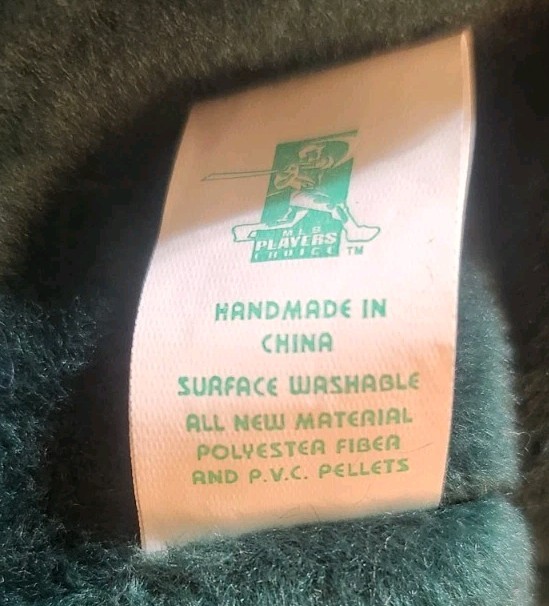 MLB
PLAYERS
CHOICE TM
HANDMADE IN
CHINA
SURFACE WASHABLE
ALL NEW MATERIAL
POLYESTER FIBER
AND P.V.C. PELLETS